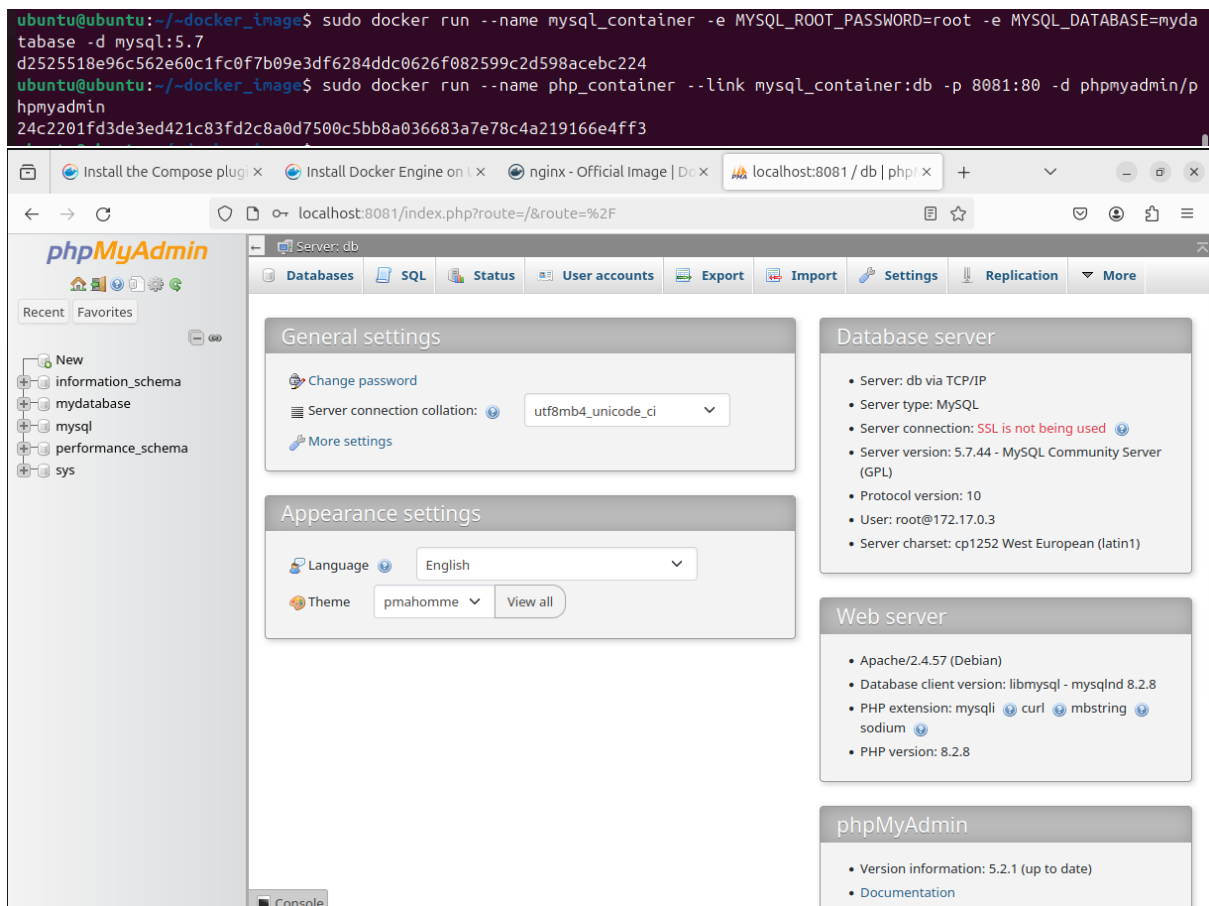 ubuntu@ubuntu:~/~docker_image$ sudo docker run --name mysql_container -e MYSQL_ROOT_PASSWORD=root -e MYSQL_DATABASE=myda
tabase -d mysql:5.7
d2525518e96c562e60c1fc0f7b09e3df6284ddc0626f082599c2d598acebc224
ubuntu@ubuntu:~/~docker_image$ sudo docker run --name php_container --link mysql_container:db -p 8081:80 -d phpmyadmin/p
hpmyadmin
24c2201fd3de3ed421c83fd2c8a0d7500c5bb8a036683a7e78c4a219166e4ff3
Install the Compose plugi
Install Docker Engine on
nginx - Official Image | Do
localhost:8081 / db | php
localhost:8081/index.php?route=/&route=%2F
phpMyAdmin
Recent Favorites
New
information_schema
mydatabase
mysql
performance_schema
sys
Server: db
Databases SQL Status User accounts Export Import Settings Replication More
General settings
Change password
Server connection collation: utf8mb4_unicode_ci
More settings
Appearance settings
Language English
Theme pmahomme View all
Database server
• Server: db via TCP/IP
• Server type: MySQL
• Server connection: SSL is not being used
• Server version: 5.7.44 - MySQL Community Server
(GPL)
• Protocol version: 10
• User: root@172.17.0.3
• Server charset: cp1252 West European (latin1)
Web server
• Apache/2.4.57 (Debian)
• Database client version: libmysql - mysqlnd 8.2.8
• PHP extension: mysqli curl mbstring
sodium
• PHP version: 8.2.8
phpMyAdmin
• Version information: 5.2.1 (up to date)
• Documentation
Console